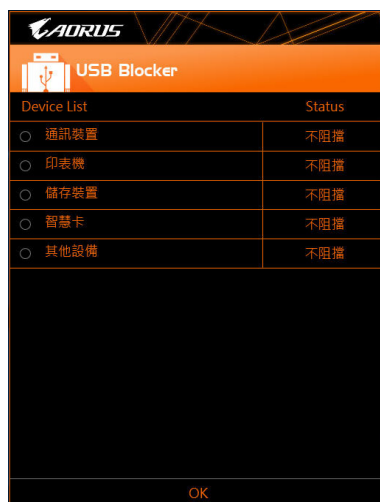 AORUS
USB Blocker
Device List Status
通訊裝置 不阻擋
印表機 不阻擋
儲存裝置 不阻擋
智慧卡 不阻擋
其他設備 不阻擋
OK